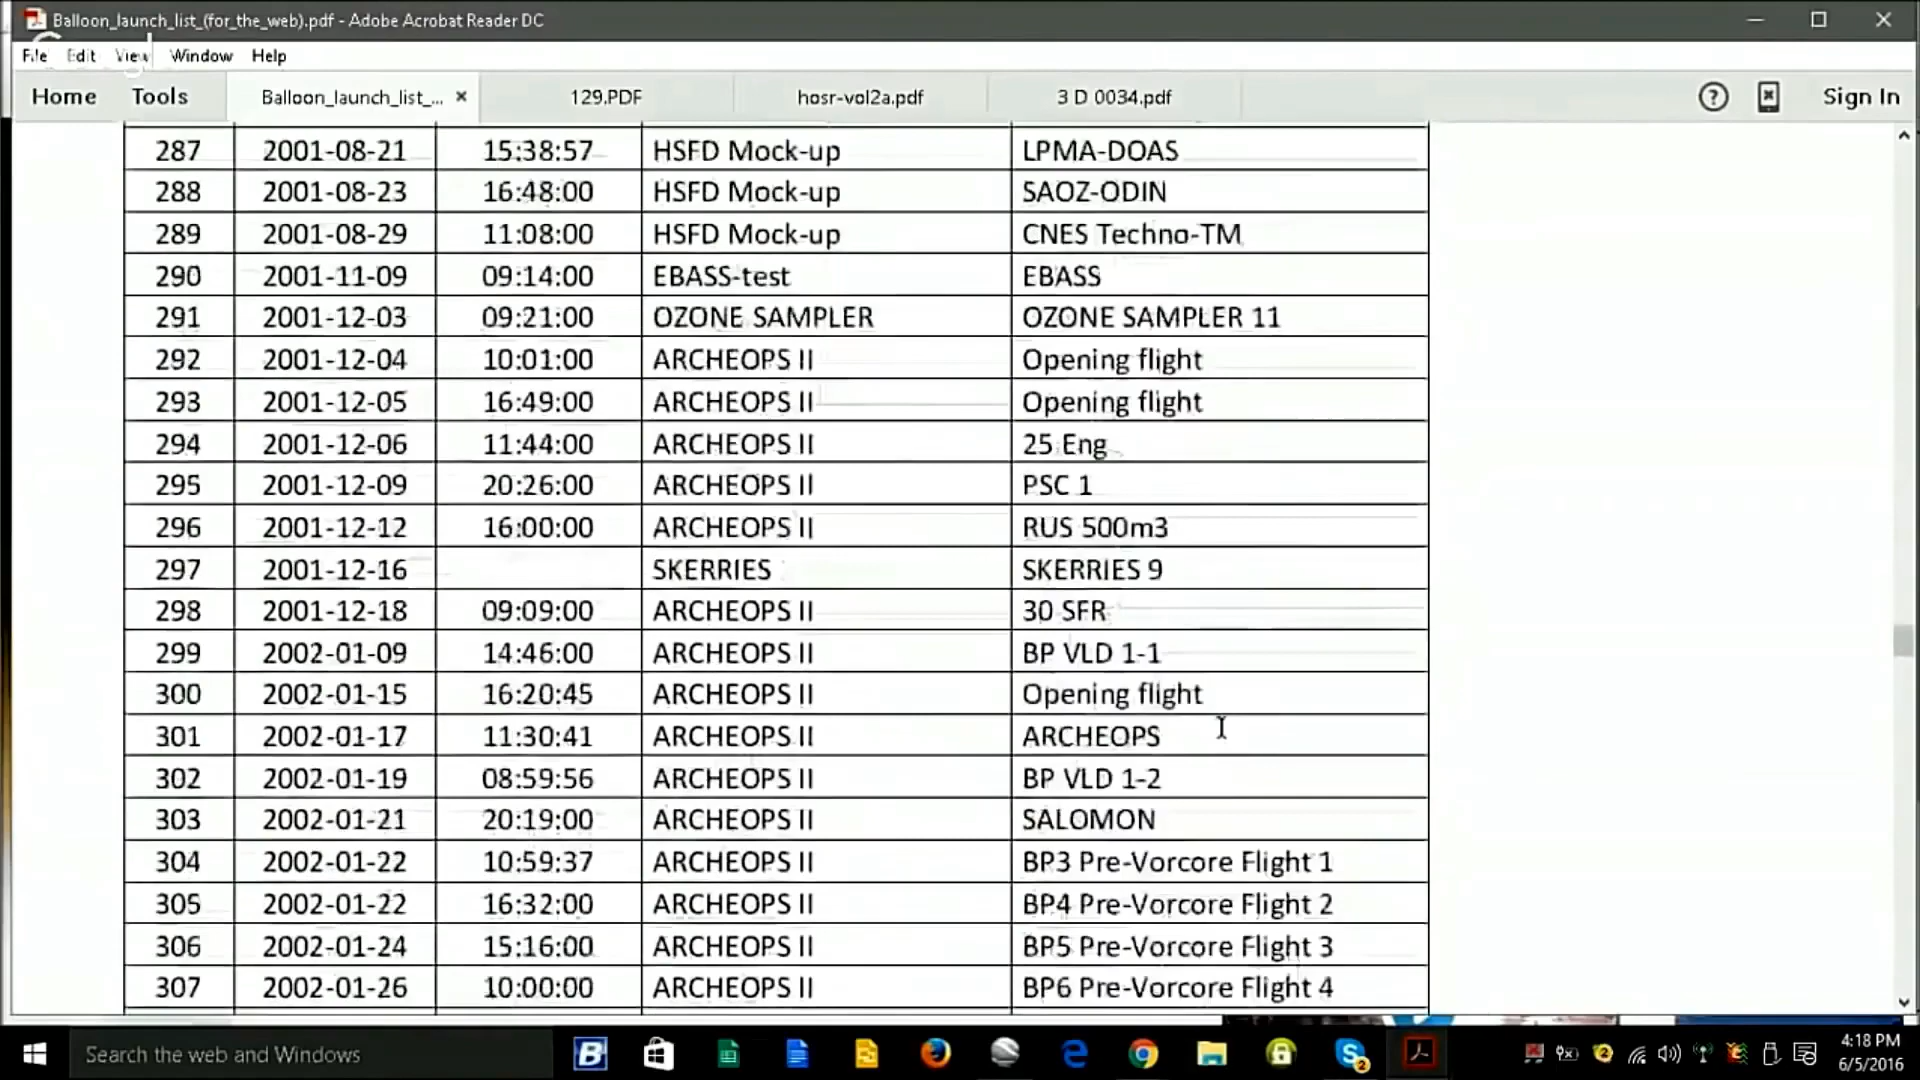 Balloon_launch_list_(for_the_web).pdf - Adobe Acrobat Reader DC
File Edit View Window Help
Home Tools Balloon_launch_list_... × 129.PDF hosr-vol2a.pdf 3 D 0034.pdf Sign In
287 2001-08-21 15:38:57 HSFD Mock-up LPMA-DOAS
288 2001-08-23 16:48:00 HSFD Mock-up SAOZ-ODIN
289 2001-08-29 11:08:00 HSFD Mock-up CNES Techno-TM
290 2001-11-09 09:14:00 EBASS-test EBASS
291 2001-12-03 09:21:00 OZONE SAMPLER OZONE SAMPLER 11
292 2001-12-04 10:01:00 ARCHEOPS II Opening flight
293 2001-12-05 16:49:00 ARCHEOPS II Opening flight
294 2001-12-06 11:44:00 ARCHEOPS II 25 Eng
295 2001-12-09 20:26:00 ARCHEOPS II PSC 1
296 2001-12-12 16:00:00 ARCHEOPS II RUS 500m3
297 2001-12-16 SKERRIES SKERRIES 9
298 2001-12-18 09:09:00 ARCHEOPS II 30 SFR
299 2002-01-09 14:46:00 ARCHEOPS II BP VLD 1-1
300 2002-01-15 16:20:45 ARCHEOPS II Opening flight
301 2002-01-17 11:30:41 ARCHEOPS II ARCHEOPS
302 2002-01-19 08:59:56 ARCHEOPS II BP VLD 1-2
303 2002-01-21 20:19:00 ARCHEOPS II SALOMON
304 2002-01-22 10:59:37 ARCHEOPS II BP3 Pre-Vorcore Flight 1
305 2002-01-22 16:32:00 ARCHEOPS II BP4 Pre-Vorcore Flight 2
306 2002-01-24 15:16:00 ARCHEOPS II BP5 Pre-Vorcore Flight 3
307 2002-01-26 10:00:00 ARCHEOPS II BP6 Pre-Vorcore Flight 4
Search the web and Windows
4:18 PM
6/5/2016